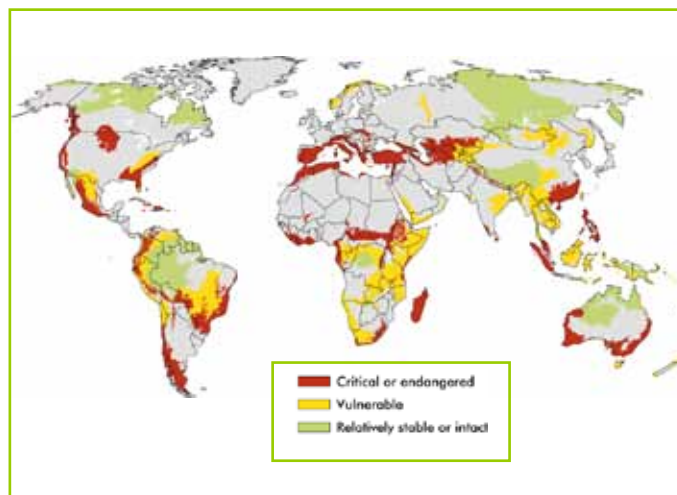 Critical or endangered
Vulnerable
Relatively stable or intact